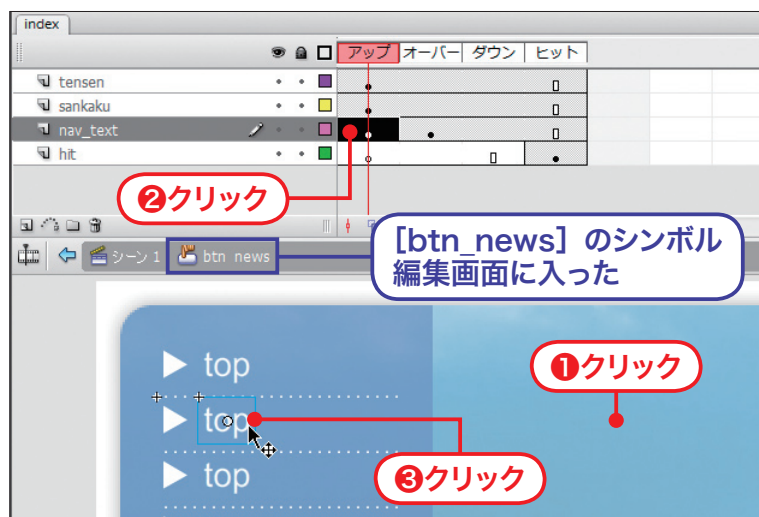 index
アップ オーバー ダウン ヒット
tensen
sankaku
nav_text
hit
❷クリック
シーン 1 btn_news
[btn_news]のシンボル
編集画面に入った
top
❶クリック
top
❸クリック
top